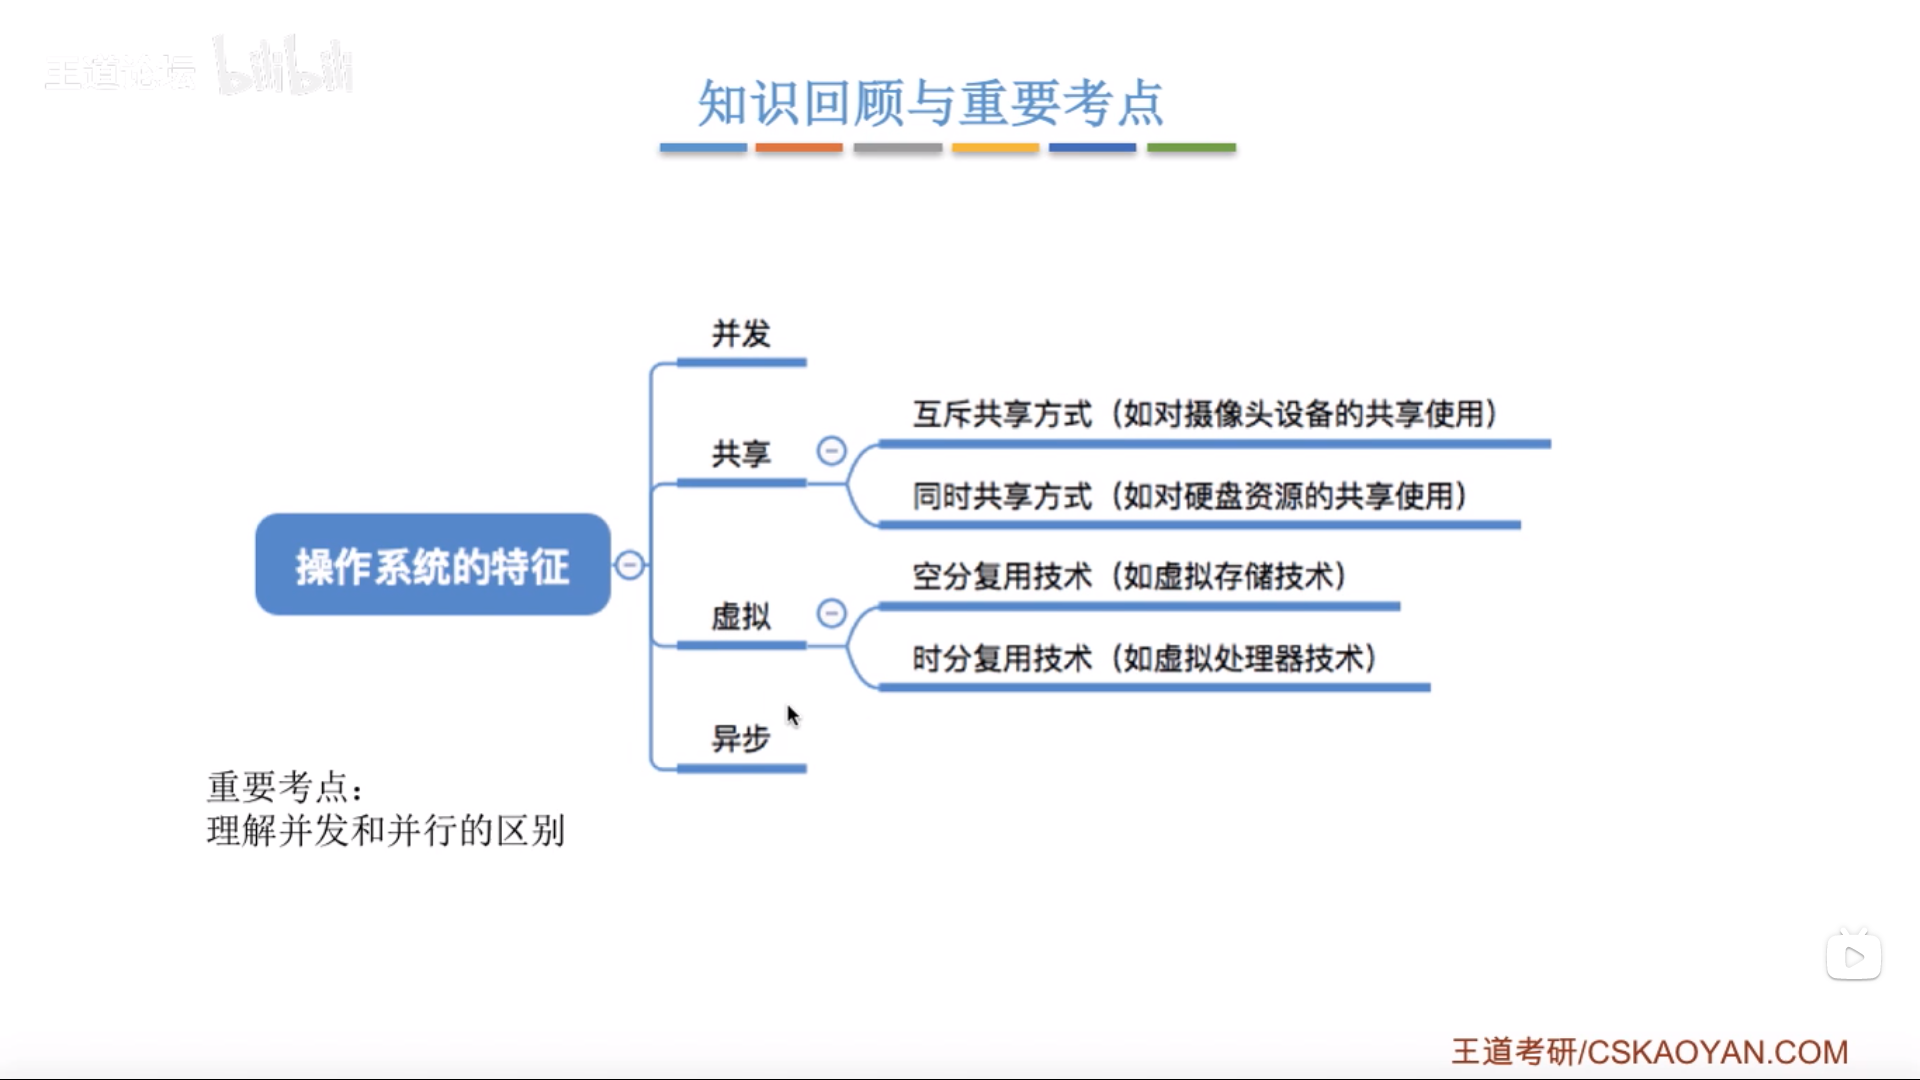 王道论坛 bilibili
知识回顾与重要考点
并发
互斥共享方式（如对摄像头设备的共享使用）
共享
同时共享方式（如对硬盘资源的共享使用）
操作系统的特征
空分复用技术（如虚拟存储技术）
虚拟
时分复用技术（如虚拟处理器技术）
异步
重要考点：
理解并发和并行的区别
王道考研/CSKAOYAN.COM